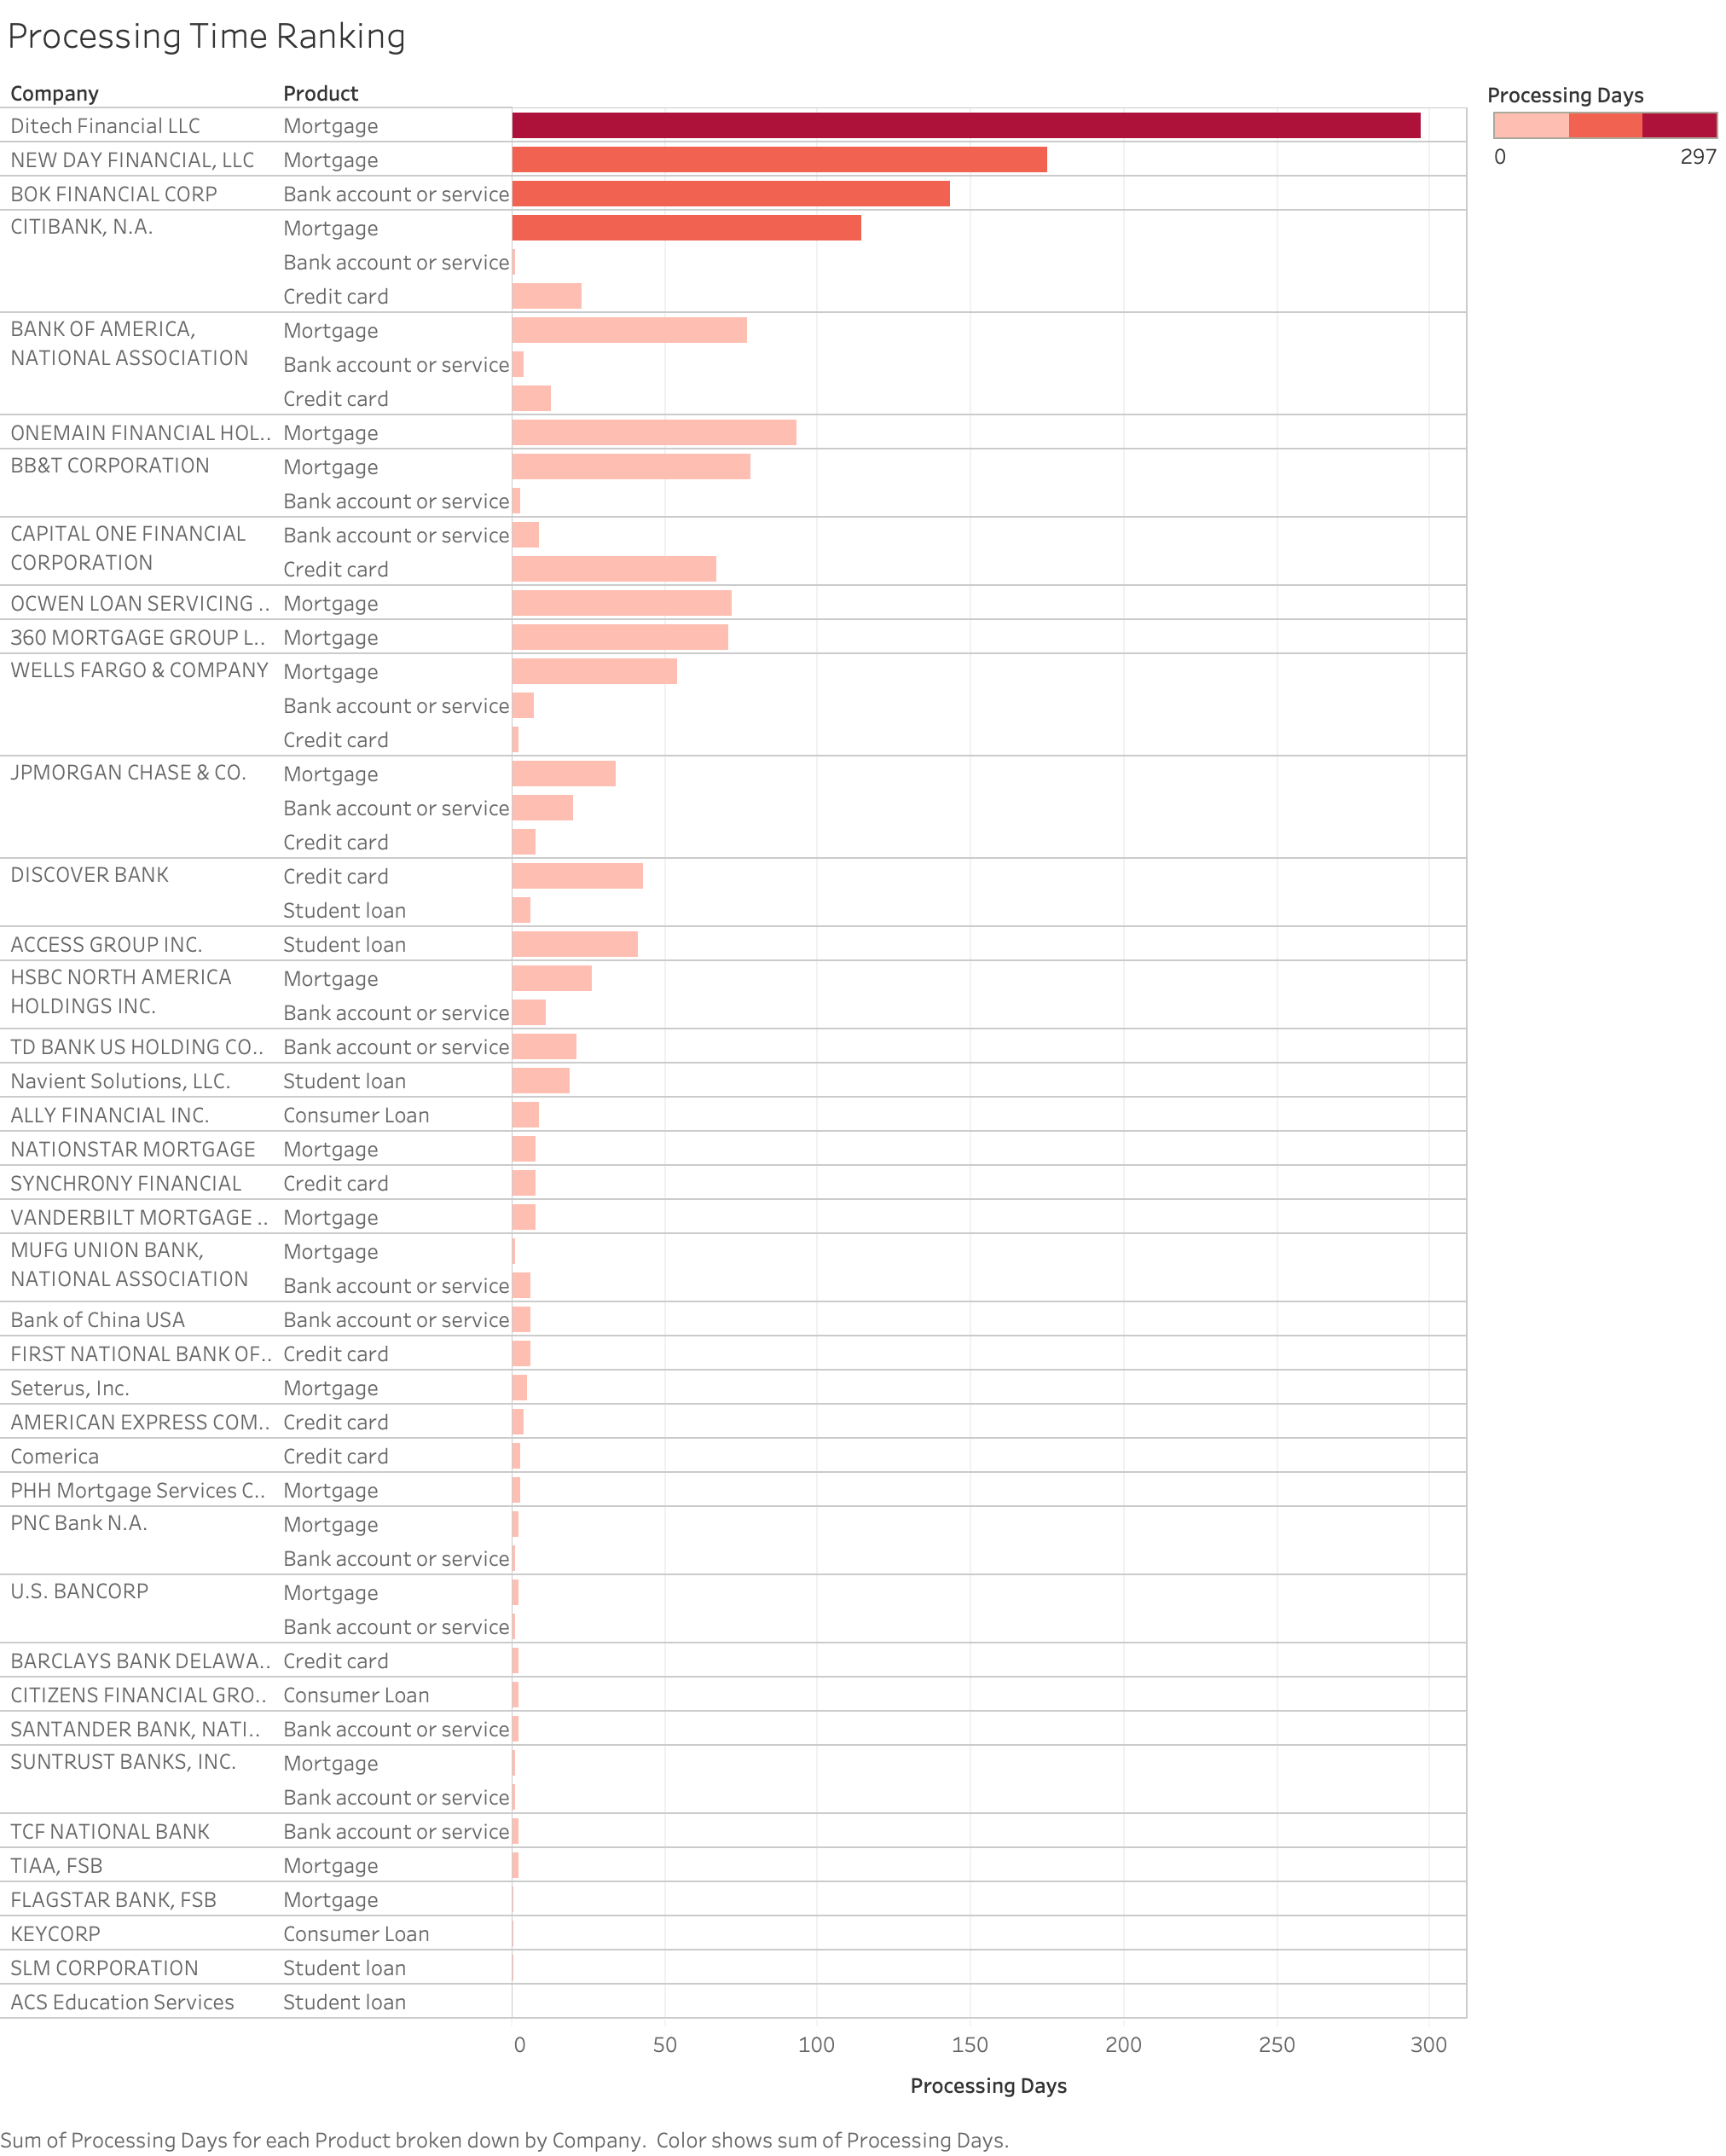 Processing Time Ranking
Company Product
Processing Days
0 297
Ditech Financial LLC Mortgage
NEW DAY FINANCIAL, LLC Mortgage
BOK FINANCIAL CORP Bank account or service
CITIBANK, N.A. Mortgage
Bank account or service
Credit card
BANK OF AMERICA, Mortgage
NATIONAL ASSOCIATION Bank account or service
Credit card
ONEMAIN FINANCIAL HOL.. Mortgage
BB&T CORPORATION Mortgage
Bank account or service
CAPITAL ONE FINANCIAL Bank account or service
CORPORATION Credit card
OCWEN LOAN SERVICING .. Mortgage
360 MORTGAGE GROUP L.. Mortgage
WELLS FARGO & COMPANY Mortgage
Bank account or service
Credit card
JPMORGAN CHASE & CO. Mortgage
Bank account or service
Credit card
DISCOVER BANK Credit card
Student loan
ACCESS GROUP INC. Student loan
HSBC NORTH AMERICA Mortgage
HOLDINGS INC. Bank account or service
TD BANK US HOLDING CO.. Bank account or service
Navient Solutions, LLC. Student loan
ALLY FINANCIAL INC. Consumer Loan
NATIONSTAR MORTGAGE Mortgage
SYNCHRONY FINANCIAL Credit card
VANDERBILT MORTGAGE .. Mortgage
MUFG UNION BANK, Mortgage
NATIONAL ASSOCIATION Bank account or service
Bank of China USA Bank account or service
FIRST NATIONAL BANK OF.. Credit card
Seterus, Inc. Mortgage
AMERICAN EXPRESS COM.. Credit card
Comerica Credit card
PHH Mortgage Services C.. Mortgage
PNC Bank N.A. Mortgage
Bank account or service
U.S. BANCORP Mortgage
Bank account or service
BARCLAYS BANK DELAWA.. Credit card
CITIZENS FINANCIAL GRO.. Consumer Loan
SANTANDER BANK, NATI.. Bank account or service
SUNTRUST BANKS, INC. Mortgage
Bank account or service
TCF NATIONAL BANK Bank account or service
TIAA, FSB Mortgage
FLAGSTAR BANK, FSB Mortgage
KEYCORP Consumer Loan
SLM CORPORATION Student loan
ACS Education Services Student loan
0 50 100 150 200 250 300
Processing Days
Sum of Processing Days for each Product broken down by Company.  Color shows sum of Processing Days.